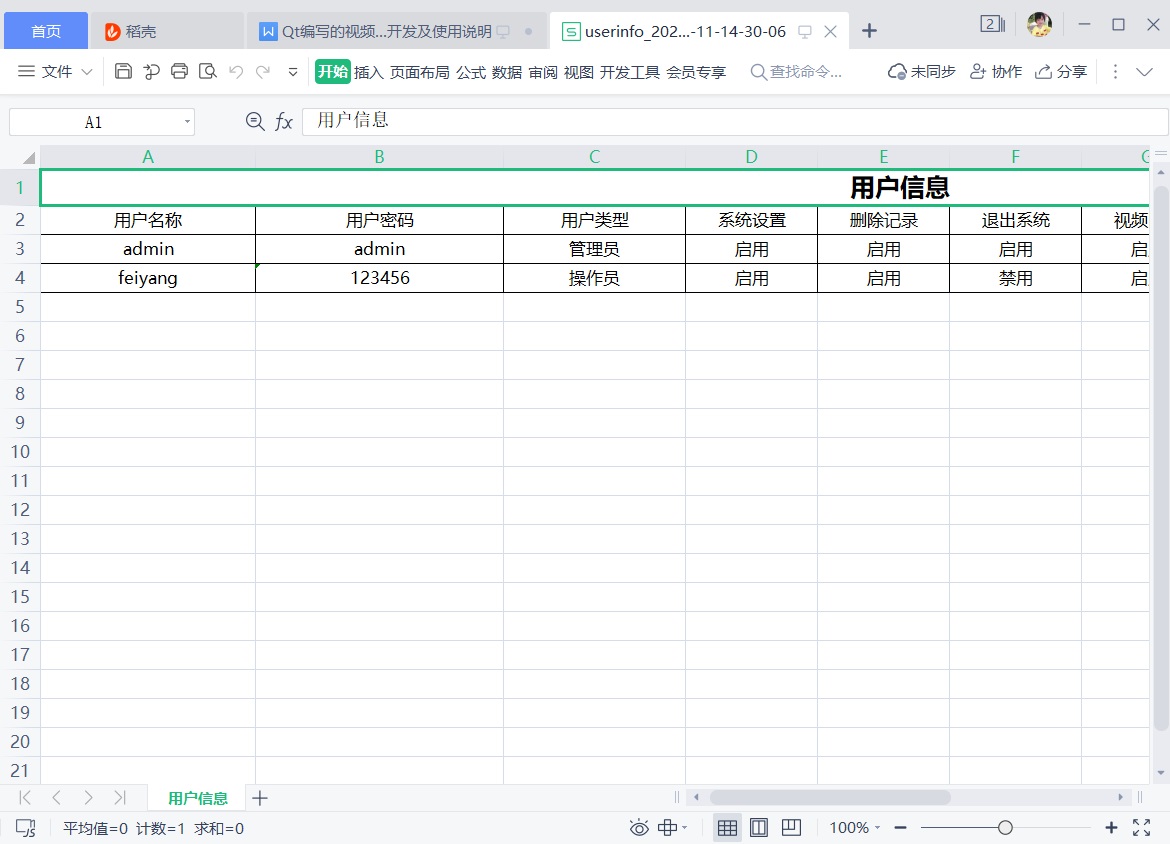 首页 稻壳 Qt编写的视频...开发及使用说明 userinfo_202...-11-14-30-06 2
文件 开始 插入 页面布局 公式 数据 审阅 视图 开发工具 会员专享 查找命令... 未同步 协作 分享
A1 fx 用户信息
A B C D E F
1 用户信息
2 用户名称 用户密码 用户类型 系统设置 删除记录 退出系统 视频
3 admin admin 管理员 启用 启用 启用 启
4 feiyang 123456 操作员 启用 启用 禁用 启
5
6
7
8
9
10
11
12
13
14
15
16
17
18
19
20
21
用户信息
平均值=0 计数=1 求和=0 100%